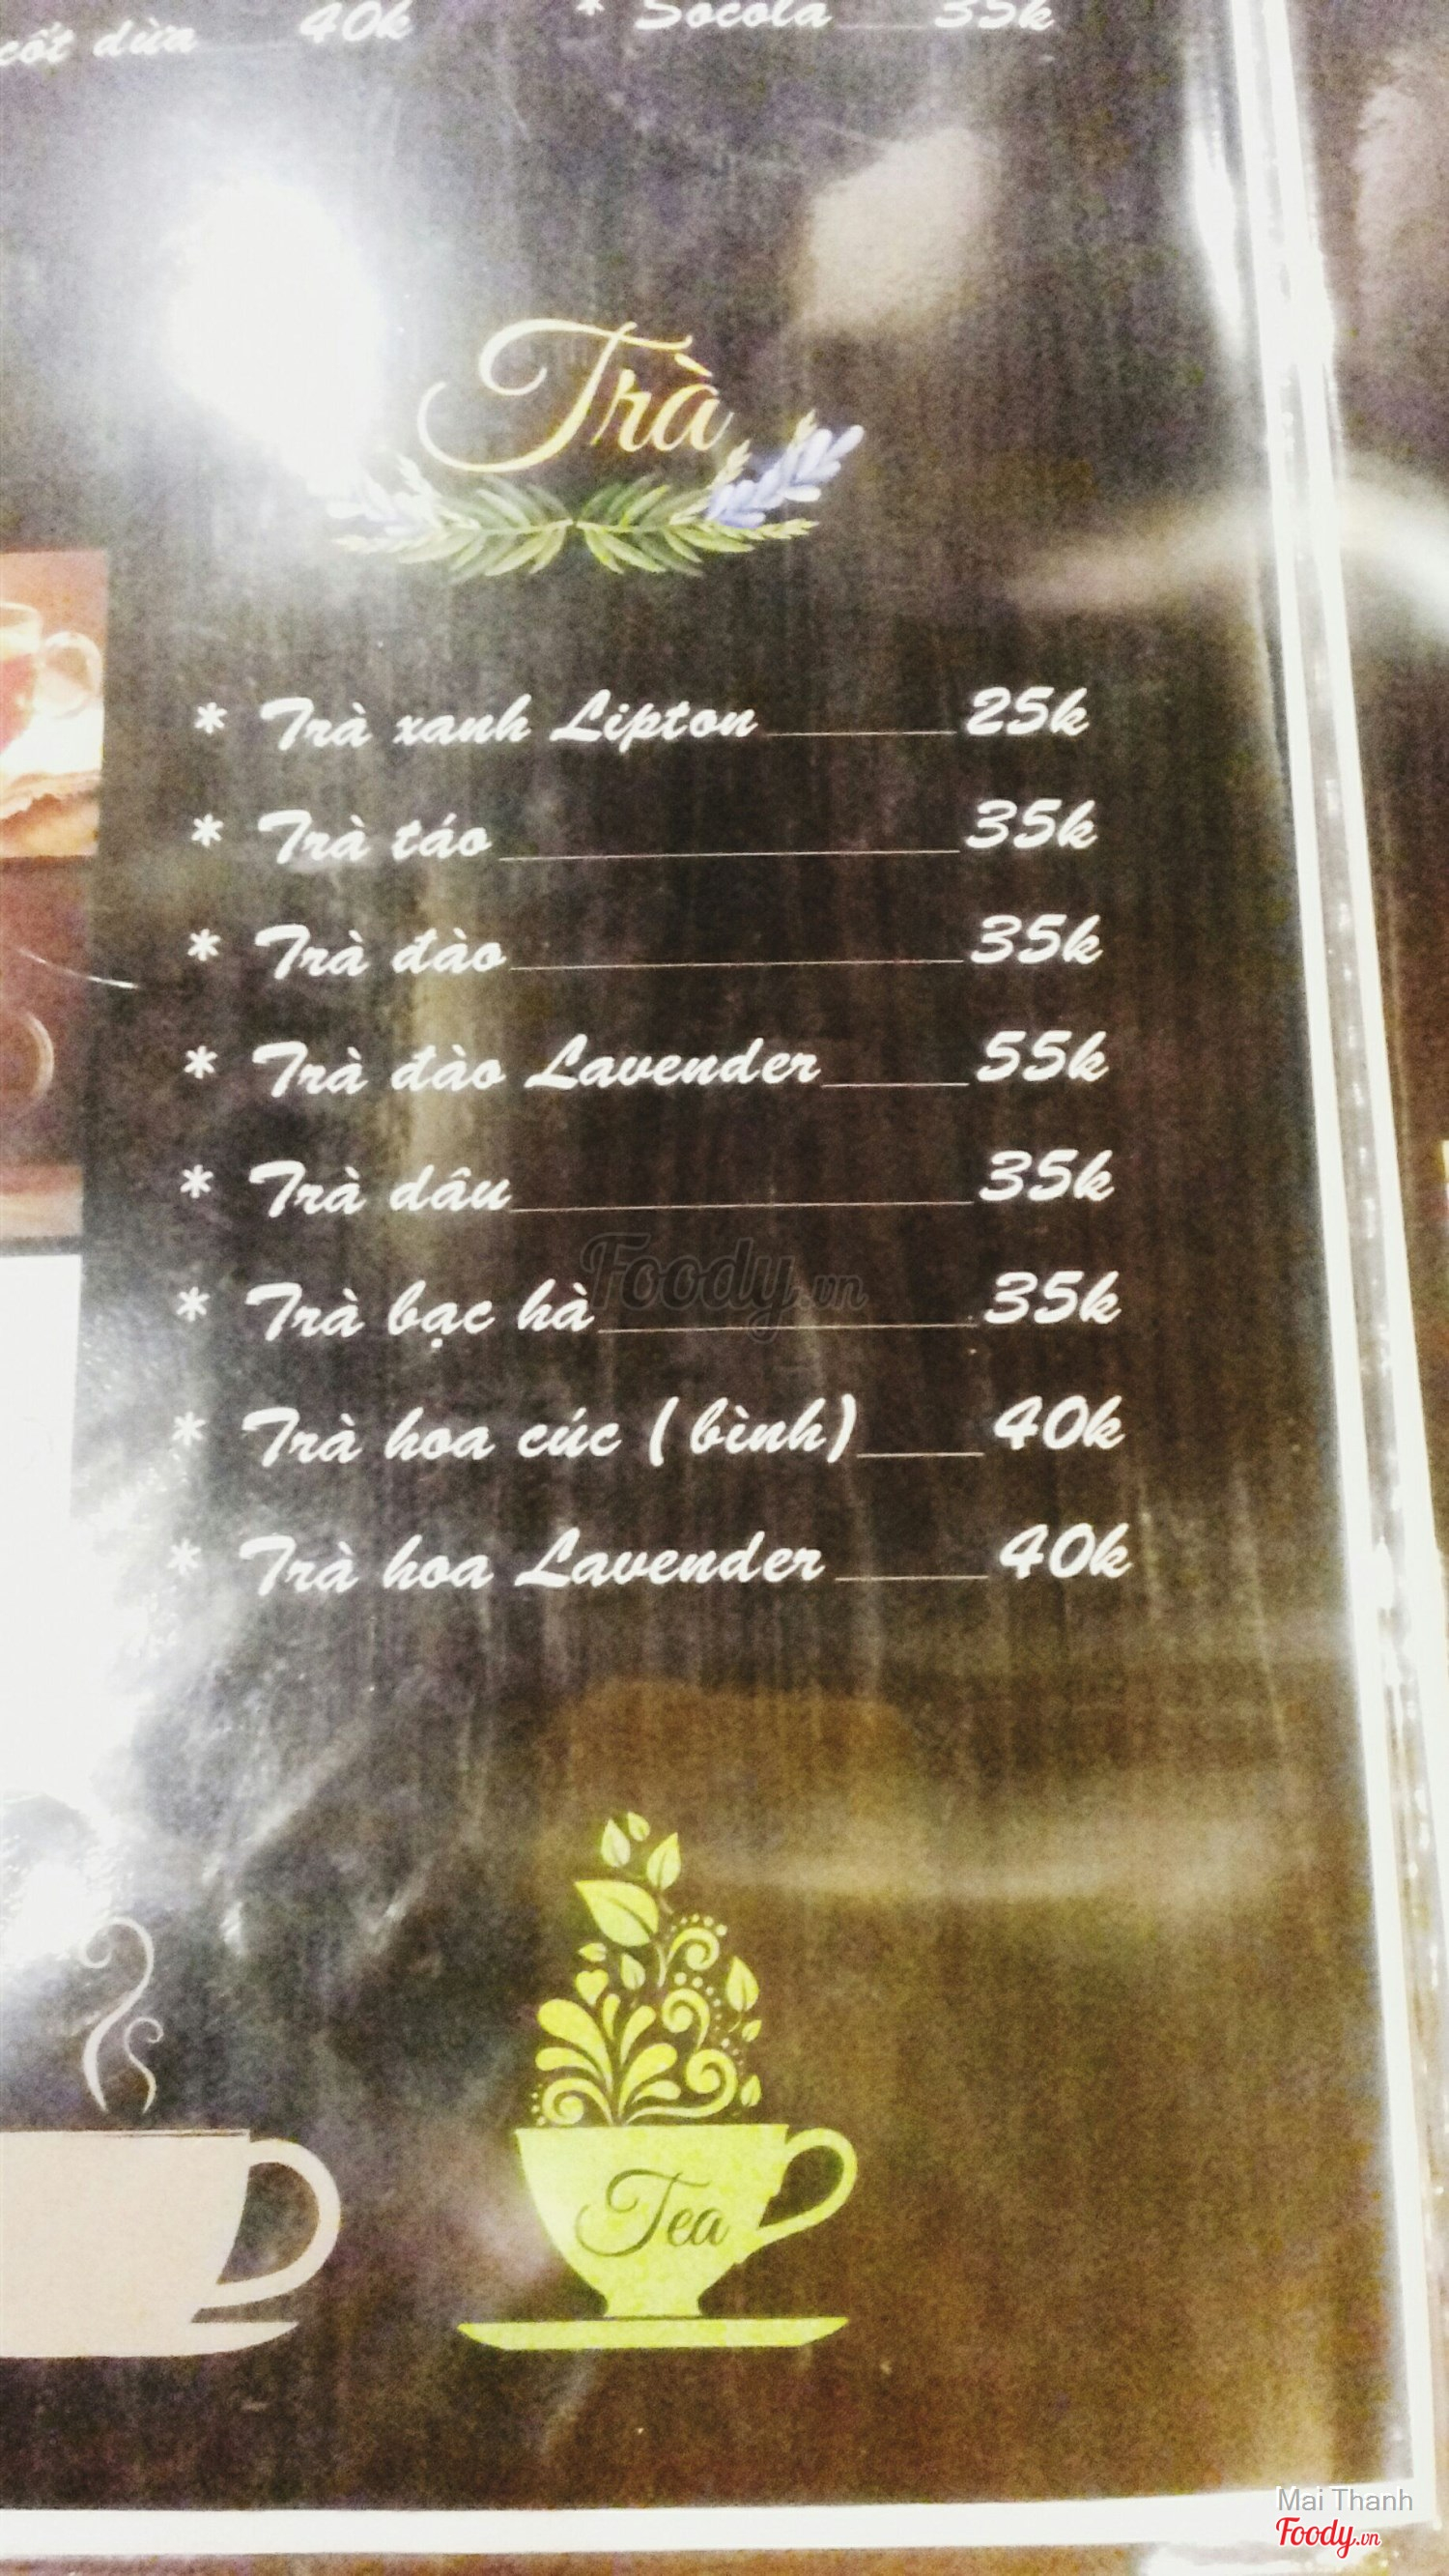 cốt dừa 40k
* Socola 35k
Trà
* Trà xanh Lipton 25k
* Trà táo 35k
* Trà đào 35k
* Trà đào Lavender 55k
* Trà dâu 35k
* Trà bạc hà 35k
* Trà hoa cúc ( bình) 40k
* Trà hoa Lavender 40k
Foody.vn
Tea
Mai Thanh
Foody.vn